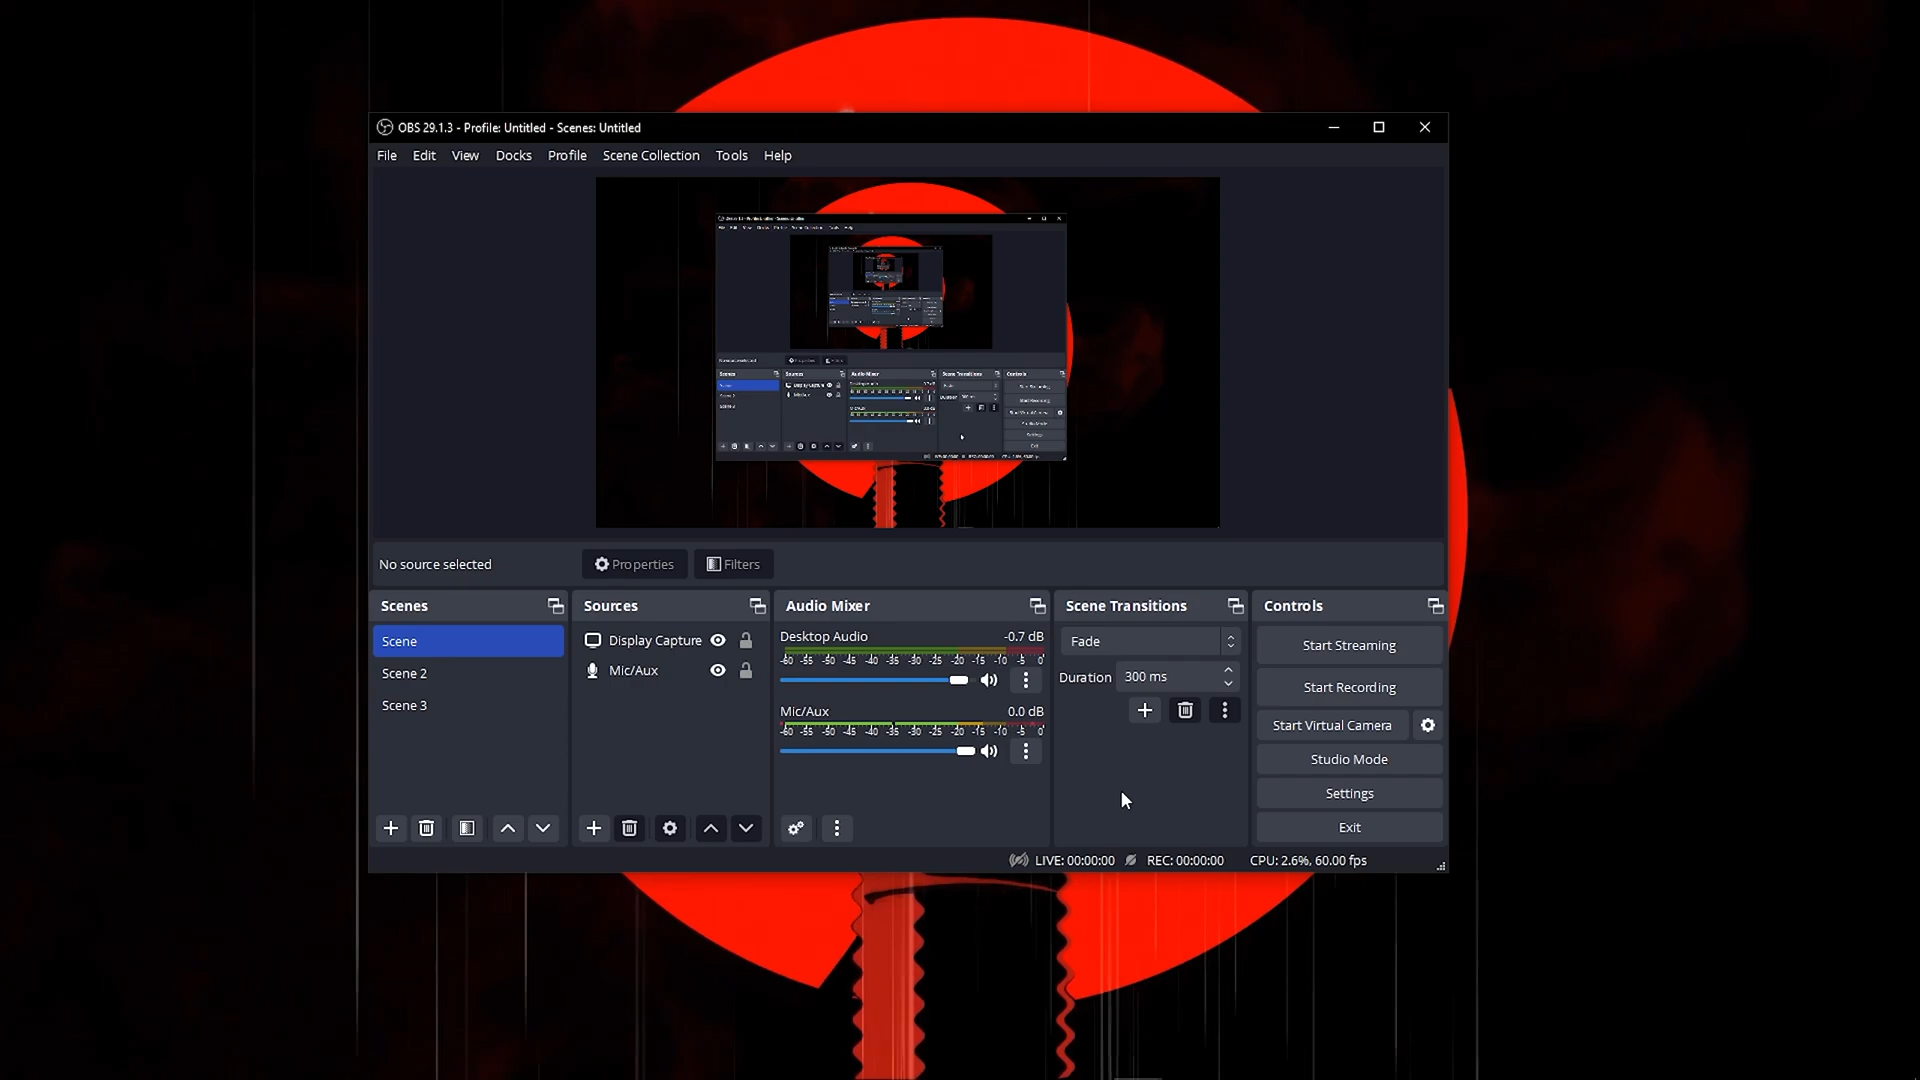 OBS 29.1.3 - Profile: Untitled - Scenes: Untitled
File Edit View Docks Profile Scene Collection Tools Help
No source selected Properties Filters
Scenes
Scene
Scene 2
Scene 3
Sources
Display Capture
Mic/Aux
Audio Mixer
Desktop Audio -0.7 dB
-60 -55 -50 -45 -40 -35 -30 -25 -20 -15 -10 -5 0
Mic/Aux 0.0 dB
-60 -55 -50 -45 -40 -35 -30 -25 -20 -15 -10 -5 0
Scene Transitions
Fade
Duration 300 ms
Controls
Start Streaming
Start Recording
Start Virtual Camera
Studio Mode
Settings
Exit
LIVE: 00:00:00 REC: 00:00:00 CPU: 2.6%, 60.00 fps